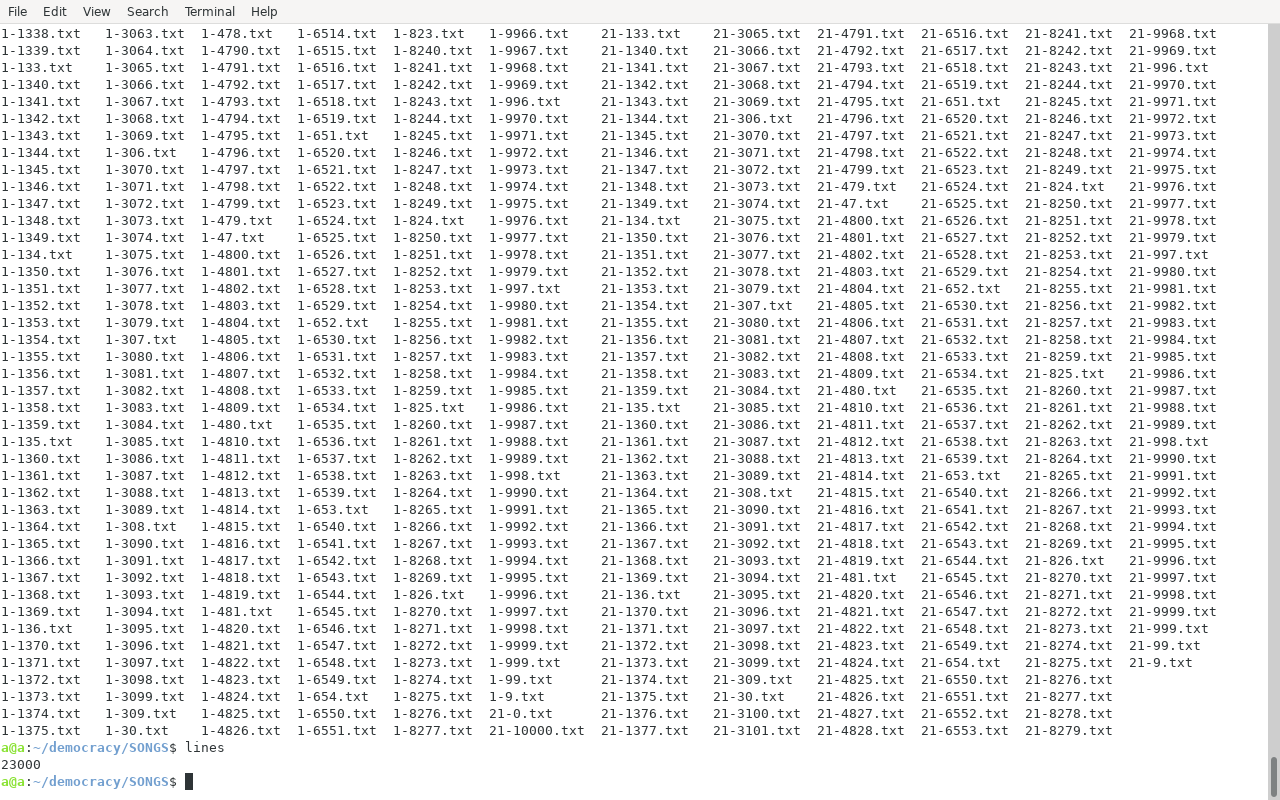 File Edit View Search Terminal Help
1-1338.txt 1-3063.txt 1-478.txt 1-6514.txt 1-823.txt 1-9966.txt 21-133.txt 21-3065.txt 21-4791.txt 21-6516.txt 21-8241.txt 21-9968.txt
1-1339.txt 1-3064.txt 1-4790.txt 1-6515.txt 1-8240.txt 1-9967.txt 21-1340.txt 21-3066.txt 21-4792.txt 21-6517.txt 21-8242.txt 21-9969.txt
1-133.txt 1-3065.txt 1-4791.txt 1-6516.txt 1-8241.txt 1-9968.txt 21-1341.txt 21-3067.txt 21-4793.txt 21-6518.txt 21-8243.txt 21-996.txt
1-1340.txt 1-3066.txt 1-4792.txt 1-6517.txt 1-8242.txt 1-9969.txt 21-1342.txt 21-3068.txt 21-4794.txt 21-6519.txt 21-8244.txt 21-9970.txt
1-1341.txt 1-3067.txt 1-4793.txt 1-6518.txt 1-8243.txt 1-996.txt 21-1343.txt 21-3069.txt 21-4795.txt 21-651.txt 21-8245.txt 21-9971.txt
1-1342.txt 1-3068.txt 1-4794.txt 1-6519.txt 1-8244.txt 1-9970.txt 21-1344.txt 21-306.txt 21-4796.txt 21-6520.txt 21-8246.txt 21-9972.txt
1-1343.txt 1-3069.txt 1-4795.txt 1-651.txt 1-8245.txt 1-9971.txt 21-1345.txt 21-3070.txt 21-4797.txt 21-6521.txt 21-8247.txt 21-9973.txt
1-1344.txt 1-306.txt 1-4796.txt 1-6520.txt 1-8246.txt 1-9972.txt 21-1346.txt 21-3071.txt 21-4798.txt 21-6522.txt 21-8248.txt 21-9974.txt
1-1345.txt 1-3070.txt 1-4797.txt 1-6521.txt 1-8247.txt 1-9973.txt 21-1347.txt 21-3072.txt 21-4799.txt 21-6523.txt 21-8249.txt 21-9975.txt
1-1346.txt 1-3071.txt 1-4798.txt 1-6522.txt 1-8248.txt 1-9974.txt 21-1348.txt 21-3073.txt 21-479.txt 21-6524.txt 21-824.txt 21-9976.txt
1-1347.txt 1-3072.txt 1-4799.txt 1-6523.txt 1-8249.txt 1-9975.txt 21-1349.txt 21-3074.txt 21-47.txt 21-6525.txt 21-8250.txt 21-9977.txt
1-1348.txt 1-3073.txt 1-479.txt 1-6524.txt 1-824.txt 1-9976.txt 21-134.txt 21-3075.txt 21-4800.txt 21-6526.txt 21-8251.txt 21-9978.txt
1-1349.txt 1-3074.txt 1-47.txt 1-6525.txt 1-8250.txt 1-9977.txt 21-1350.txt 21-3076.txt 21-4801.txt 21-6527.txt 21-8252.txt 21-9979.txt
1-134.txt 1-3075.txt 1-4800.txt 1-6526.txt 1-8251.txt 1-9978.txt 21-1351.txt 21-3077.txt 21-4802.txt 21-6528.txt 21-8253.txt 21-997.txt
1-1350.txt 1-3076.txt 1-4801.txt 1-6527.txt 1-8252.txt 1-9979.txt 21-1352.txt 21-3078.txt 21-4803.txt 21-6529.txt 21-8254.txt 21-9980.txt
1-1351.txt 1-3077.txt 1-4802.txt 1-6528.txt 1-8253.txt 1-997.txt 21-1353.txt 21-3079.txt 21-4804.txt 21-652.txt 21-8255.txt 21-9981.txt
1-1352.txt 1-3078.txt 1-4803.txt 1-6529.txt 1-8254.txt 1-9980.txt 21-1354.txt 21-307.txt 21-4805.txt 21-6530.txt 21-8256.txt 21-9982.txt
1-1353.txt 1-3079.txt 1-4804.txt 1-652.txt 1-8255.txt 1-9981.txt 21-1355.txt 21-3080.txt 21-4806.txt 21-6531.txt 21-8257.txt 21-9983.txt
1-1354.txt 1-307.txt 1-4805.txt 1-6530.txt 1-8256.txt 1-9982.txt 21-1356.txt 21-3081.txt 21-4807.txt 21-6532.txt 21-8258.txt 21-9984.txt
1-1355.txt 1-3080.txt 1-4806.txt 1-6531.txt 1-8257.txt 1-9983.txt 21-1357.txt 21-3082.txt 21-4808.txt 21-6533.txt 21-8259.txt 21-9985.txt
1-1356.txt 1-3081.txt 1-4807.txt 1-6532.txt 1-8258.txt 1-9984.txt 21-1358.txt 21-3083.txt 21-4809.txt 21-6534.txt 21-825.txt 21-9986.txt
1-1357.txt 1-3082.txt 1-4808.txt 1-6533.txt 1-8259.txt 1-9985.txt 21-1359.txt 21-3084.txt 21-480.txt 21-6535.txt 21-8260.txt 21-9987.txt
1-1358.txt 1-3083.txt 1-4809.txt 1-6534.txt 1-825.txt 1-9986.txt 21-135.txt 21-3085.txt 21-4810.txt 21-6536.txt 21-8261.txt 21-9988.txt
1-1359.txt 1-3084.txt 1-480.txt 1-6535.txt 1-8260.txt 1-9987.txt 21-1360.txt 21-3086.txt 21-4811.txt 21-6537.txt 21-8262.txt 21-9989.txt
1-135.txt 1-3085.txt 1-4810.txt 1-6536.txt 1-8261.txt 1-9988.txt 21-1361.txt 21-3087.txt 21-4812.txt 21-6538.txt 21-8263.txt 21-998.txt
1-1360.txt 1-3086.txt 1-4811.txt 1-6537.txt 1-8262.txt 1-9989.txt 21-1362.txt 21-3088.txt 21-4813.txt 21-6539.txt 21-8264.txt 21-9990.txt
1-1361.txt 1-3087.txt 1-4812.txt 1-6538.txt 1-8263.txt 1-998.txt 21-1363.txt 21-3089.txt 21-4814.txt 21-653.txt 21-8265.txt 21-9991.txt
1-1362.txt 1-3088.txt 1-4813.txt 1-6539.txt 1-8264.txt 1-9990.txt 21-1364.txt 21-308.txt 21-4815.txt 21-6540.txt 21-8266.txt 21-9992.txt
1-1363.txt 1-3089.txt 1-4814.txt 1-653.txt 1-8265.txt 1-9991.txt 21-1365.txt 21-3090.txt 21-4816.txt 21-6541.txt 21-8267.txt 21-9993.txt
1-1364.txt 1-308.txt 1-4815.txt 1-6540.txt 1-8266.txt 1-9992.txt 21-1366.txt 21-3091.txt 21-4817.txt 21-6542.txt 21-8268.txt 21-9994.txt
1-1365.txt 1-3090.txt 1-4816.txt 1-6541.txt 1-8267.txt 1-9993.txt 21-1367.txt 21-3092.txt 21-4818.txt 21-6543.txt 21-8269.txt 21-9995.txt
1-1366.txt 1-3091.txt 1-4817.txt 1-6542.txt 1-8268.txt 1-9994.txt 21-1368.txt 21-3093.txt 21-4819.txt 21-6544.txt 21-826.txt 21-9996.txt
1-1367.txt 1-3092.txt 1-4818.txt 1-6543.txt 1-8269.txt 1-9995.txt 21-1369.txt 21-3094.txt 21-481.txt 21-6545.txt 21-8270.txt 21-9997.txt
1-1368.txt 1-3093.txt 1-4819.txt 1-6544.txt 1-826.txt 1-9996.txt 21-136.txt 21-3095.txt 21-4820.txt 21-6546.txt 21-8271.txt 21-9998.txt
1-1369.txt 1-3094.txt 1-481.txt 1-6545.txt 1-8270.txt 1-9997.txt 21-1370.txt 21-3096.txt 21-4821.txt 21-6547.txt 21-8272.txt 21-9999.txt
1-136.txt 1-3095.txt 1-4820.txt 1-6546.txt 1-8271.txt 1-9998.txt 21-1371.txt 21-3097.txt 21-4822.txt 21-6548.txt 21-8273.txt 21-999.txt
1-1370.txt 1-3096.txt 1-4821.txt 1-6547.txt 1-8272.txt 1-9999.txt 21-1372.txt 21-3098.txt 21-4823.txt 21-6549.txt 21-8274.txt 21-99.txt
1-1371.txt 1-3097.txt 1-4822.txt 1-6548.txt 1-8273.txt 1-999.txt 21-1373.txt 21-3099.txt 21-4824.txt 21-654.txt 21-8275.txt 21-9.txt
1-1372.txt 1-3098.txt 1-4823.txt 1-6549.txt 1-8274.txt 1-99.txt 21-1374.txt 21-309.txt 21-4825.txt 21-6550.txt 21-8276.txt
1-1373.txt 1-3099.txt 1-4824.txt 1-654.txt 1-8275.txt 1-9.txt 21-1375.txt 21-30.txt 21-4826.txt 21-6551.txt 21-8277.txt
1-1374.txt 1-309.txt 1-4825.txt 1-6550.txt 1-8276.txt 21-0.txt 21-1376.txt 21-3100.txt 21-4827.txt 21-6552.txt 21-8278.txt
1-1375.txt 1-30.txt 1-4826.txt 1-6551.txt 1-8277.txt 21-10000.txt 21-1377.txt 21-3101.txt 21-4828.txt 21-6553.txt 21-8279.txt
a@a:~/democracy/SONGS$ lines
23000
a@a:~/democracy/SONGS$